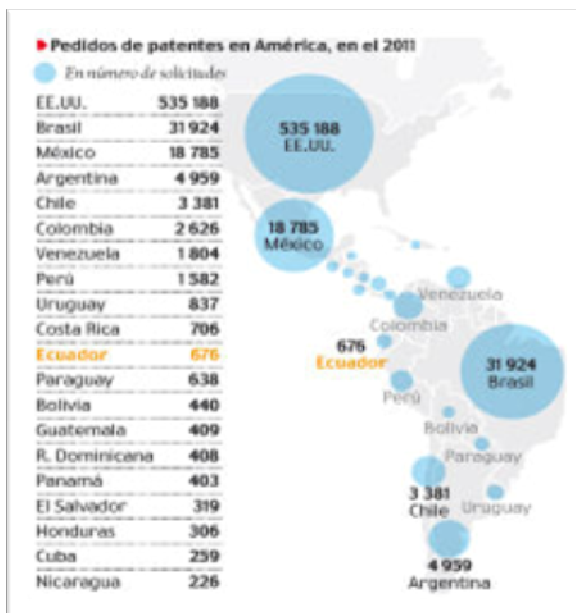 Pedidos de patentes en América, en el 2011
En número de solicitudes
EE.UU. 535 188
Brasil 31 924
México 18 785
Argentina 4 959
Chile 3 381
Colombia 2 626
Venezuela 1 804
Perú 1 582
Uruguay 837
Costa Rica 706
Ecuador 676
Paraguay 638
Bolivia 440
Guatemala 409
R. Dominicana 408
Panamá 403
El Salvador 319
Honduras 306
Cuba 259
Nicaragua 226
535 188
EE.UU.
18 785
México
Venezuela
Colombia
676
Ecuador
31 924
Brasil
Perú
Bolivia
Paraguay
3 381
Chile
Uruguay
4 959
Argentina